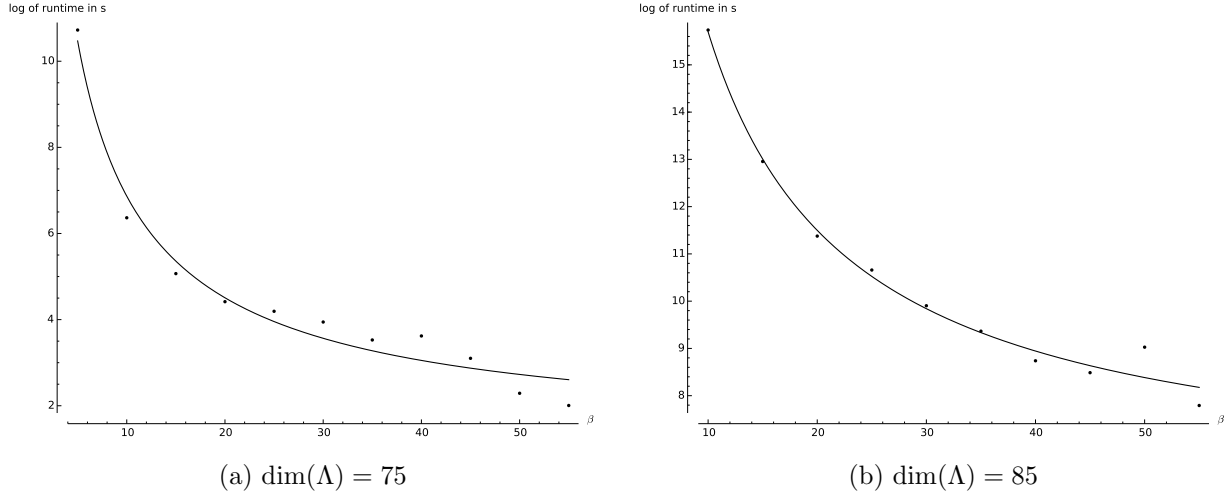 log of runtime in s
10
8
6
4
2
10 20 30 40 50
β
(a) dim(Λ) = 75
log of runtime in s
15
14
13
12
11
10
9
8
10 20 30 40 50
β
(b) dim(Λ) = 85